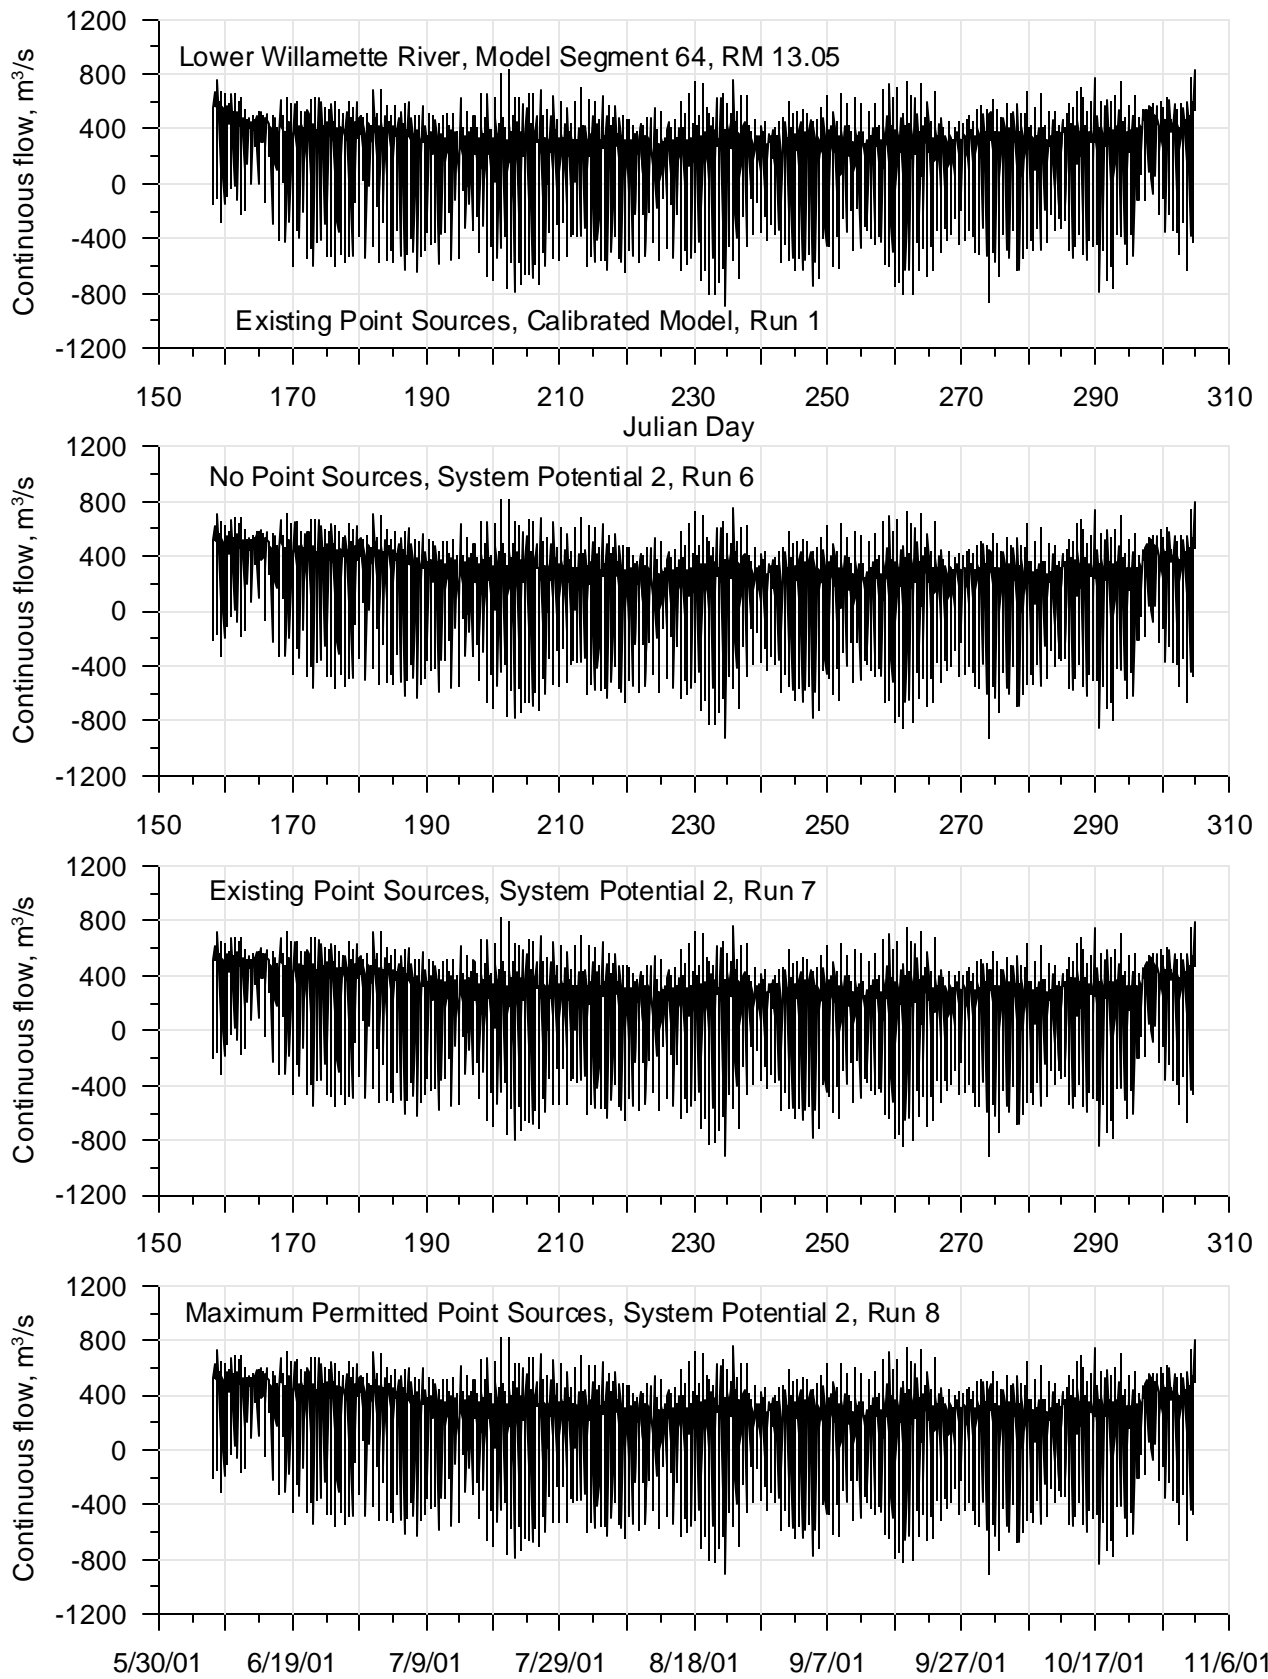 1200
Lower Willamette River, Model Segment 64, RM 13.05
800
400
0
-400
-800
Existing Point Sources, Calibrated Model, Run 1
-1200
Continuous flow, m³/s
150 170 190 210 230 250 270 290 310
Julian Day
1200
No Point Sources, System Potential 2, Run 6
800
400
0
-400
-800
-1200
Continuous flow, m³/s
150 170 190 210 230 250 270 290 310
1200
Existing Point Sources, System Potential 2, Run 7
800
400
0
-400
-800
-1200
Continuous flow, m³/s
150 170 190 210 230 250 270 290 310
1200
Maximum Permitted Point Sources, System Potential 2, Run 8
800
400
0
-400
-800
-1200
Continuous flow, m³/s
5/30/01 6/19/01 7/9/01 7/29/01 8/18/01 9/7/01 9/27/01 10/17/01 11/6/01